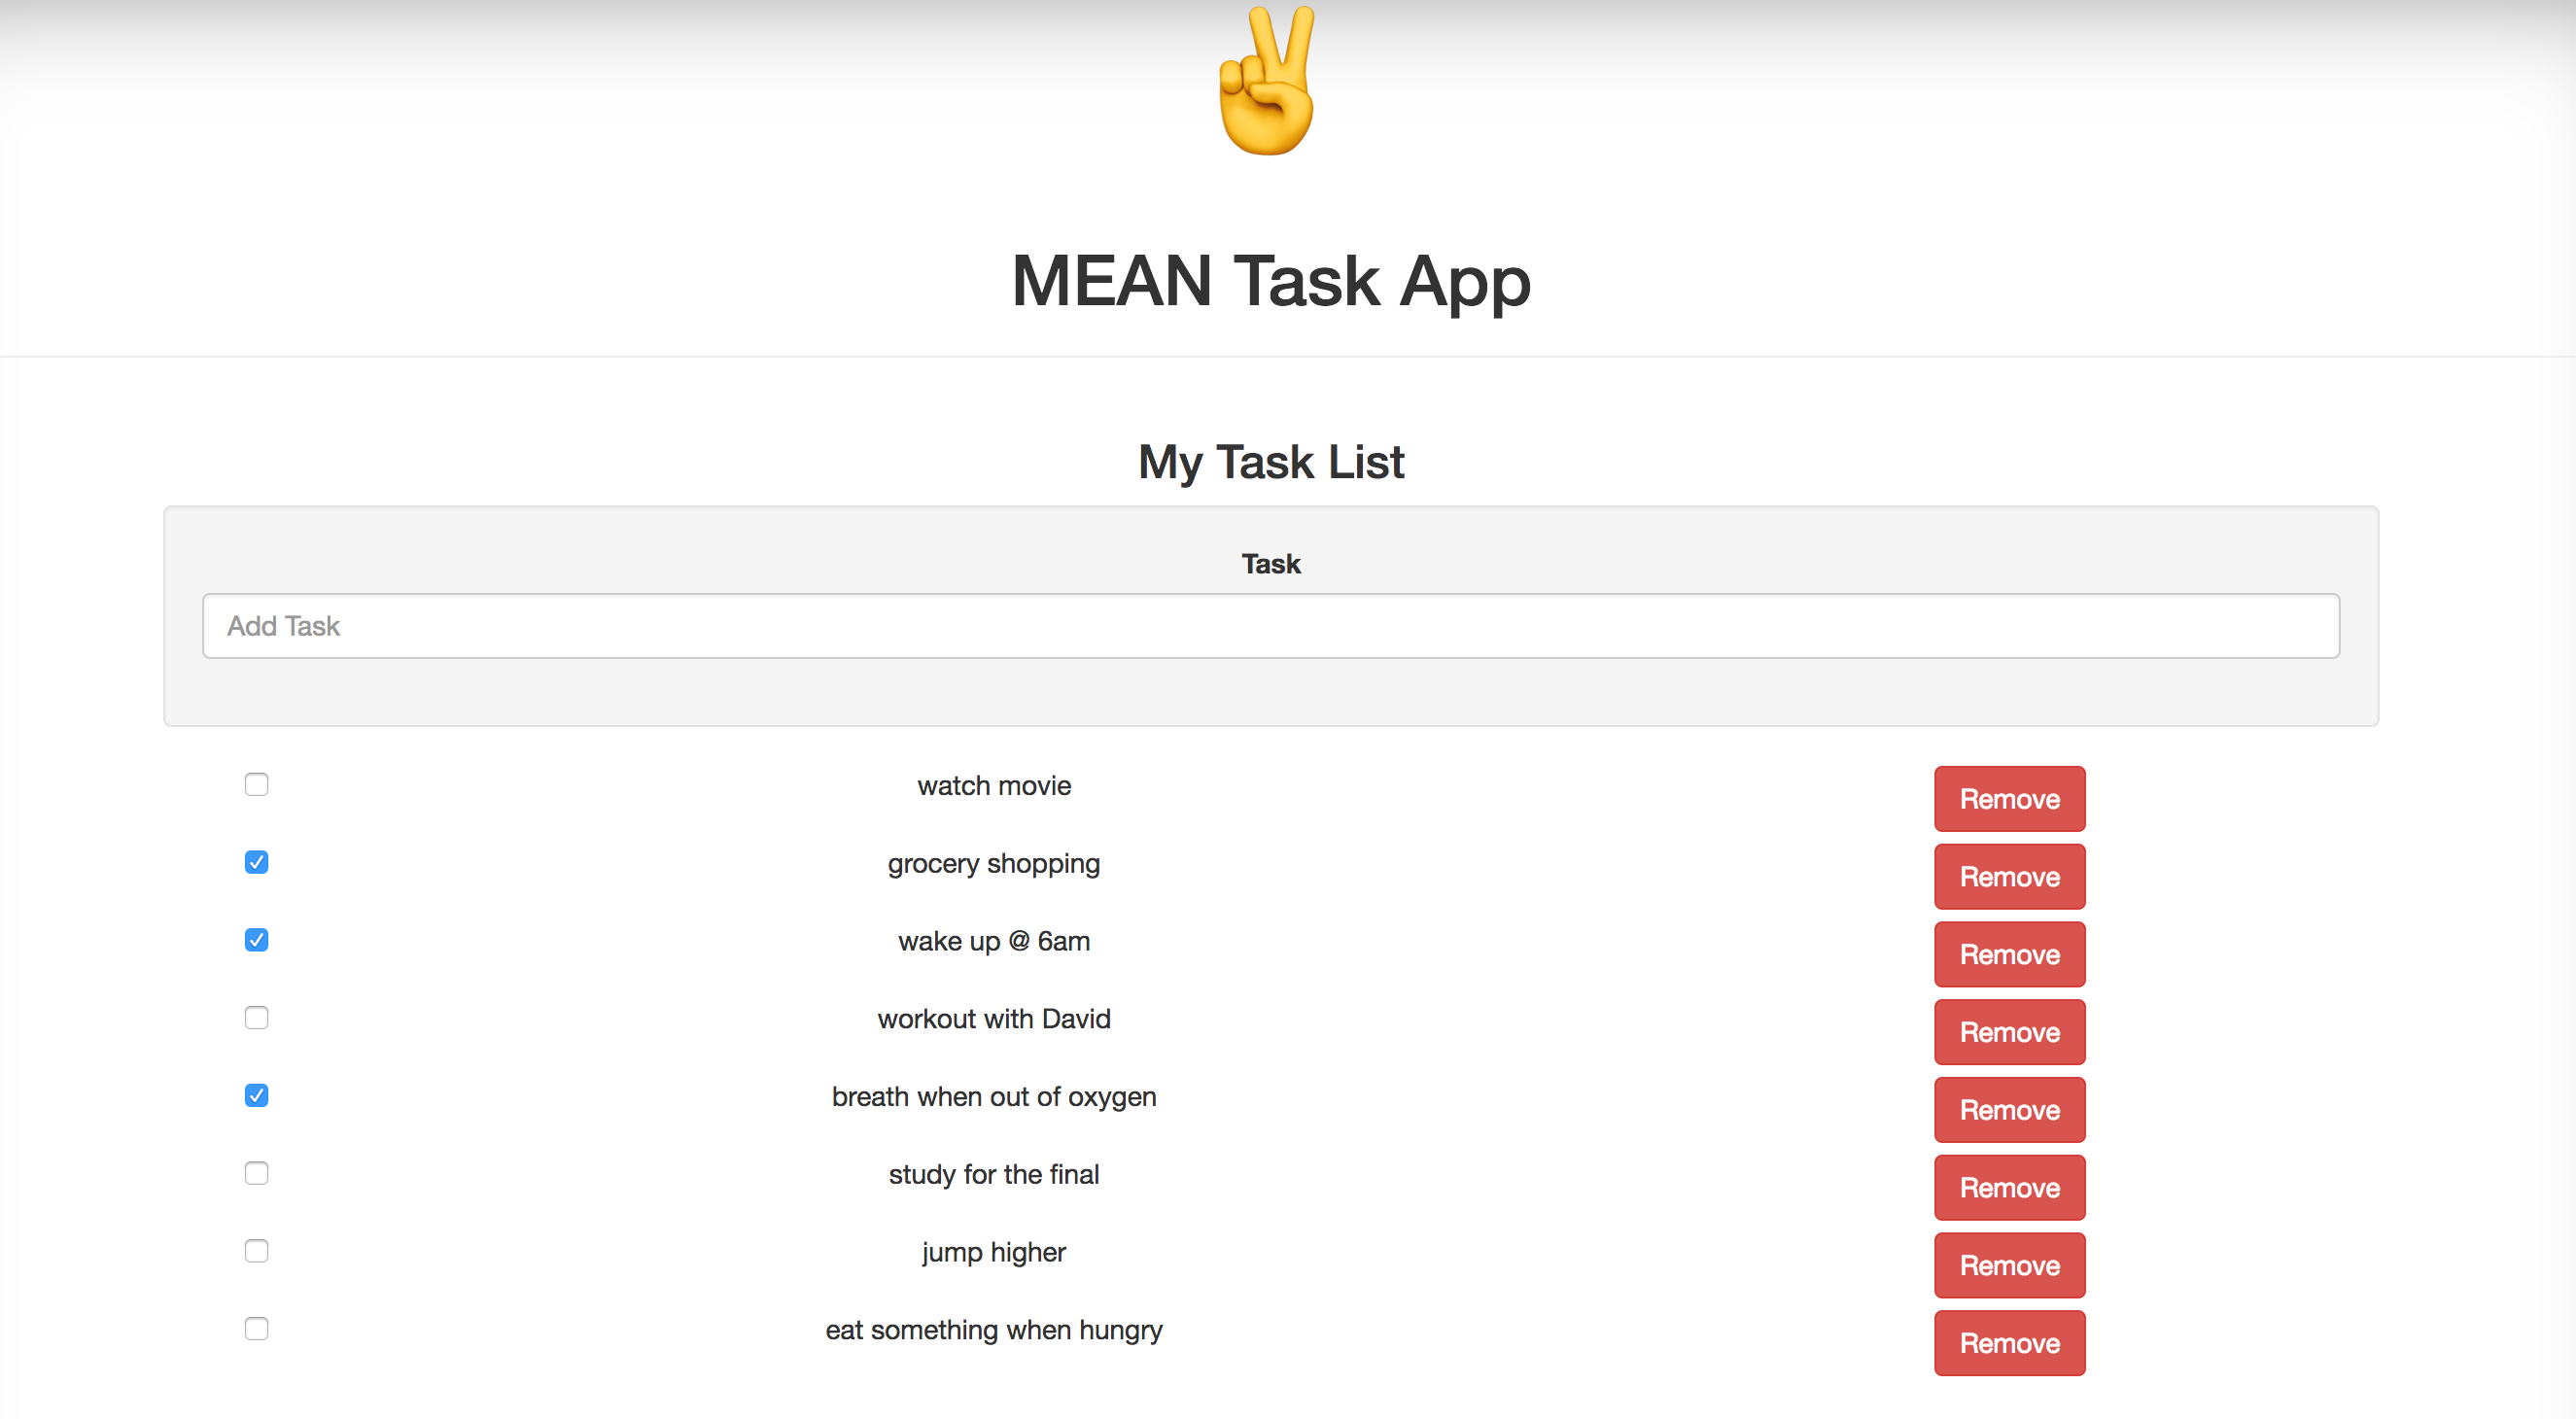 MEAN Task App
My Task List
Task
Add Task
watch movie Remove
grocery shopping Remove
wake up @ 6am Remove
workout with David Remove
breath when out of oxygen Remove
study for the final Remove
jump higher Remove
eat something when hungry Remove